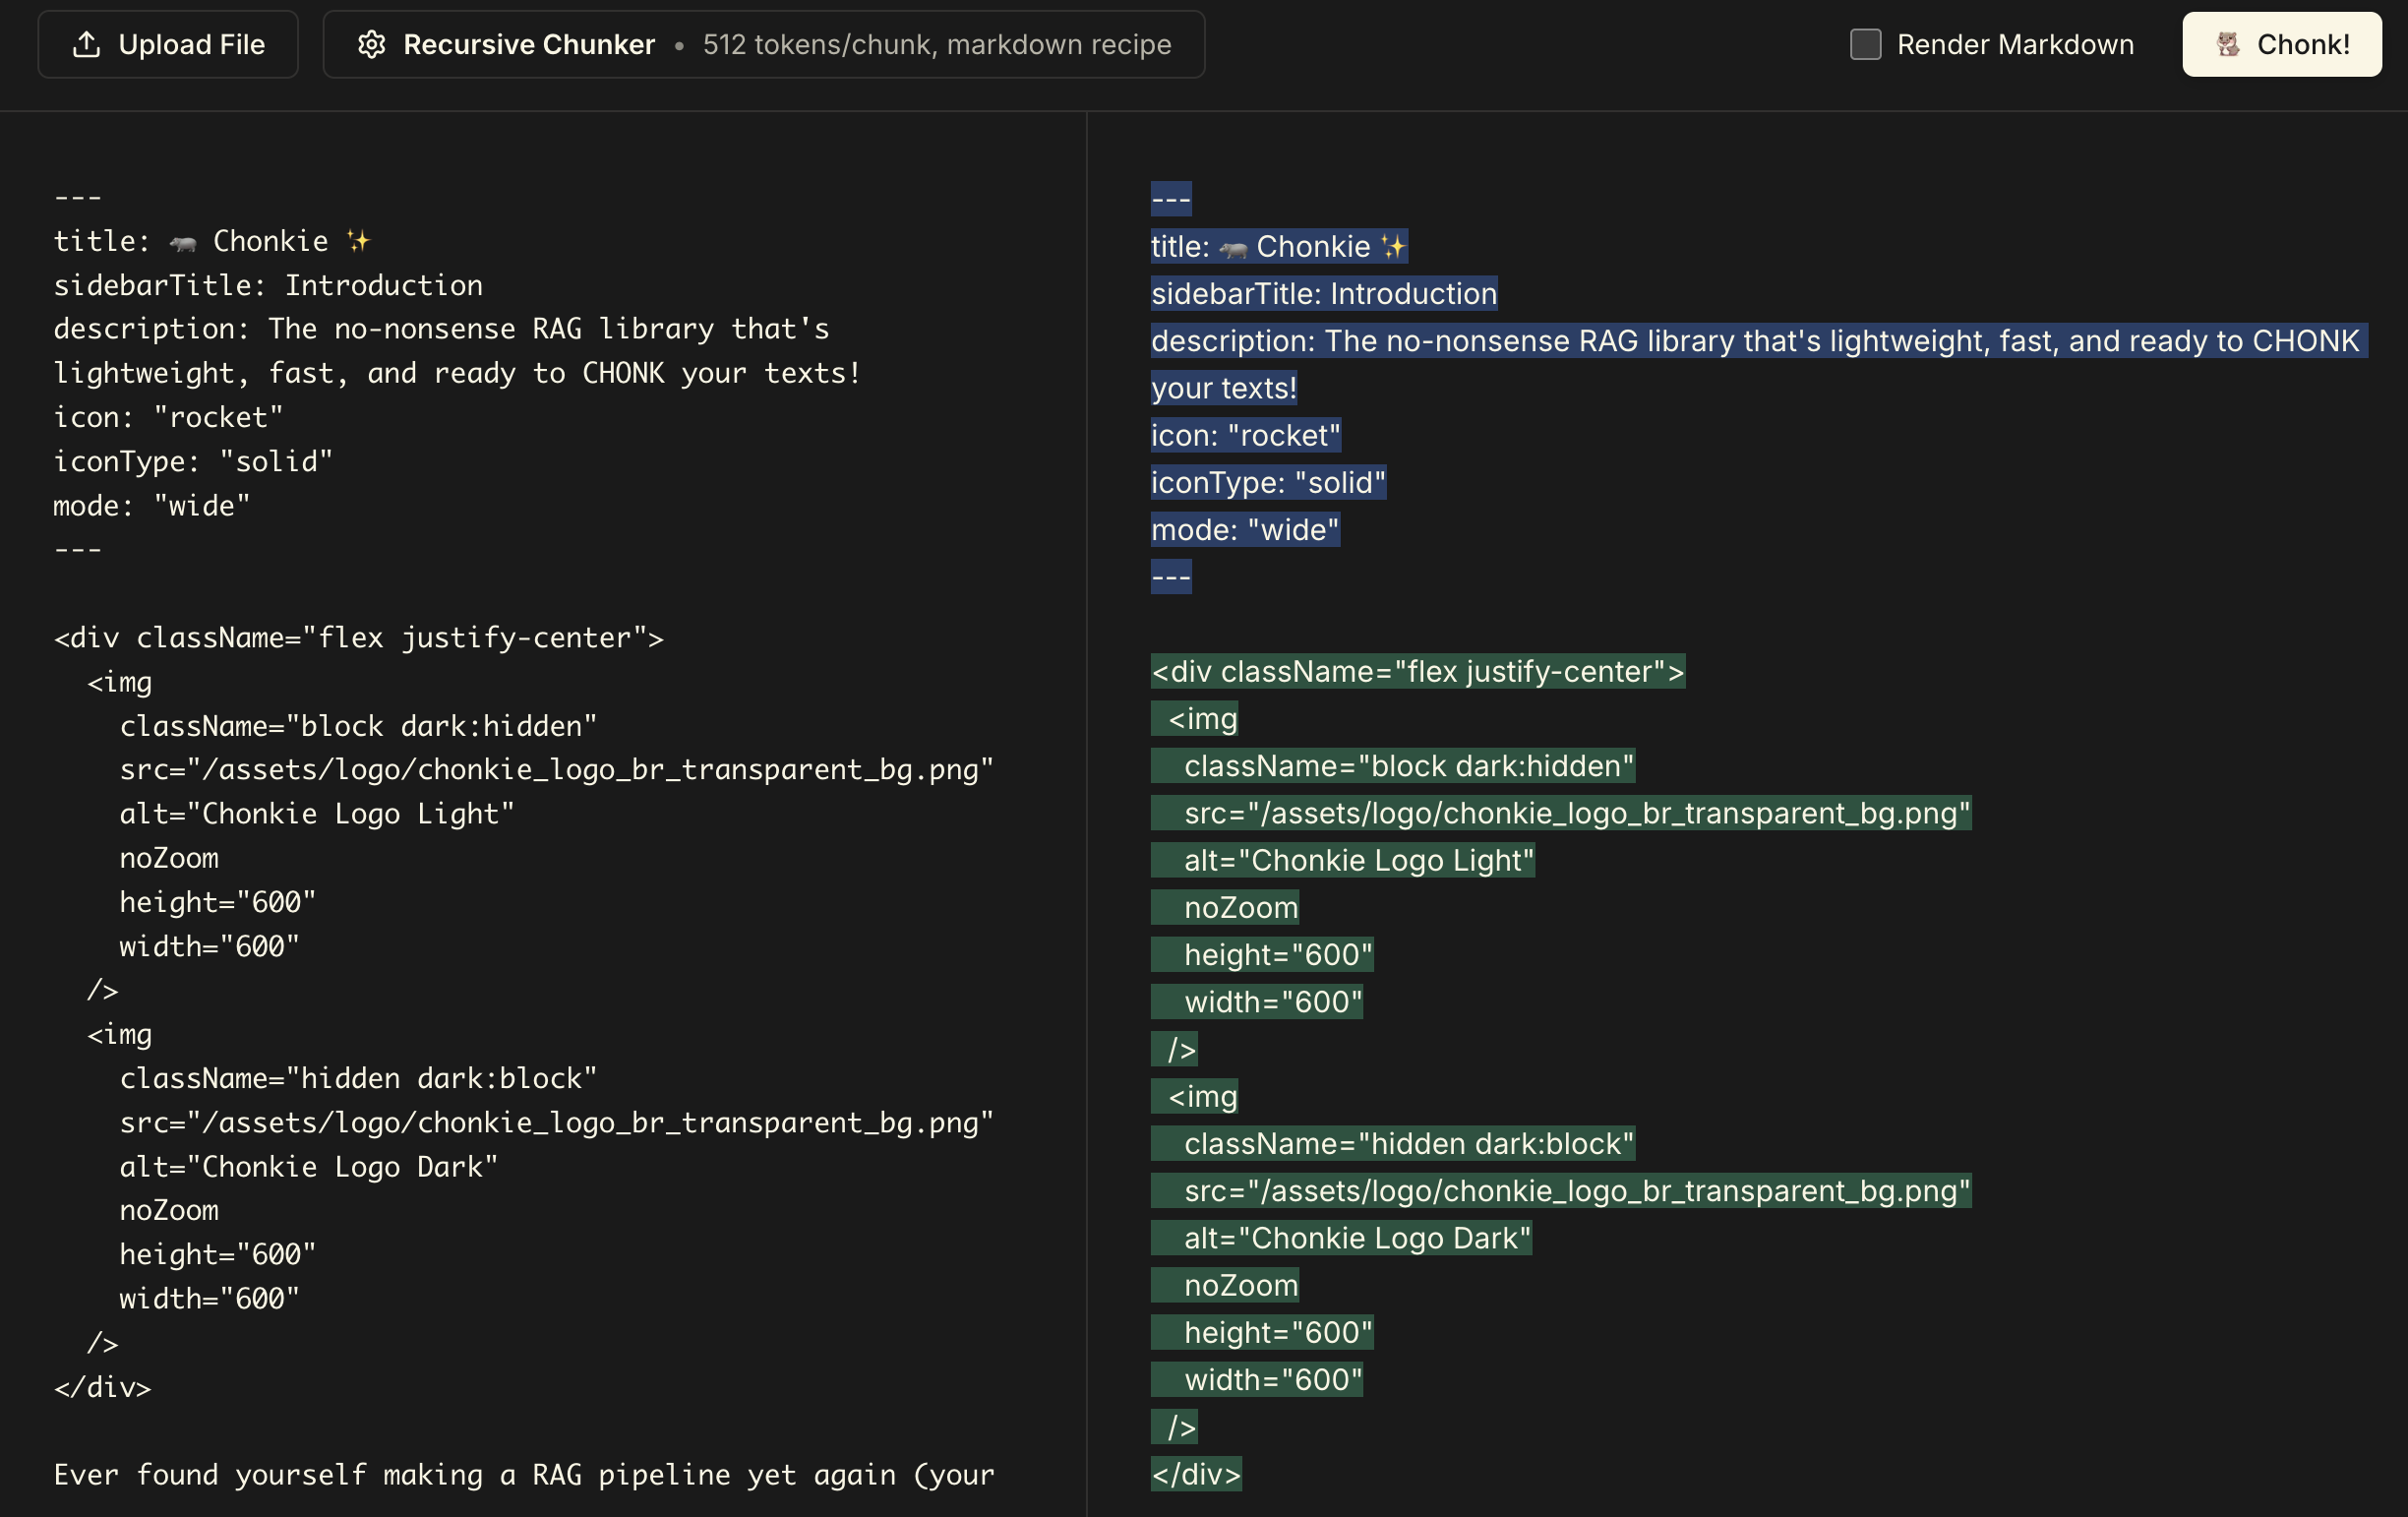 Upload File
Recursive Chunker • 512 tokens/chunk, markdown recipe
Render Markdown
🐿️ Chonk!
---
title: 🦛 Chonkie ✨
sidebarTitle: Introduction
description: The no-nonsense RAG library that's
lightweight, fast, and ready to CHONK your texts!
icon: "rocket"
iconType: "solid"
mode: "wide"
---
<div className="flex justify-center">
  <img
    className="block dark:hidden"
    src="/assets/logo/chonkie_logo_br_transparent_bg.png"
    alt="Chonkie Logo Light"
    noZoom
    height="600"
    width="600"
  />
  <img
    className="hidden dark:block"
    src="/assets/logo/chonkie_logo_br_transparent_bg.png"
    alt="Chonkie Logo Dark"
    noZoom
    height="600"
    width="600"
  />
</div>
Ever found yourself making a RAG pipeline yet again (your
---
title: 🦛 Chonkie ✨
sidebarTitle: Introduction
description: The no-nonsense RAG library that's lightweight, fast, and ready to CHONK
your texts!
icon: "rocket"
iconType: "solid"
mode: "wide"
---
<div className="flex justify-center">
  <img
    className="block dark:hidden"
    src="/assets/logo/chonkie_logo_br_transparent_bg.png"
    alt="Chonkie Logo Light"
    noZoom
    height="600"
    width="600"
  />
  <img
    className="hidden dark:block"
    src="/assets/logo/chonkie_logo_br_transparent_bg.png"
    alt="Chonkie Logo Dark"
    noZoom
    height="600"
    width="600"
  />
</div>